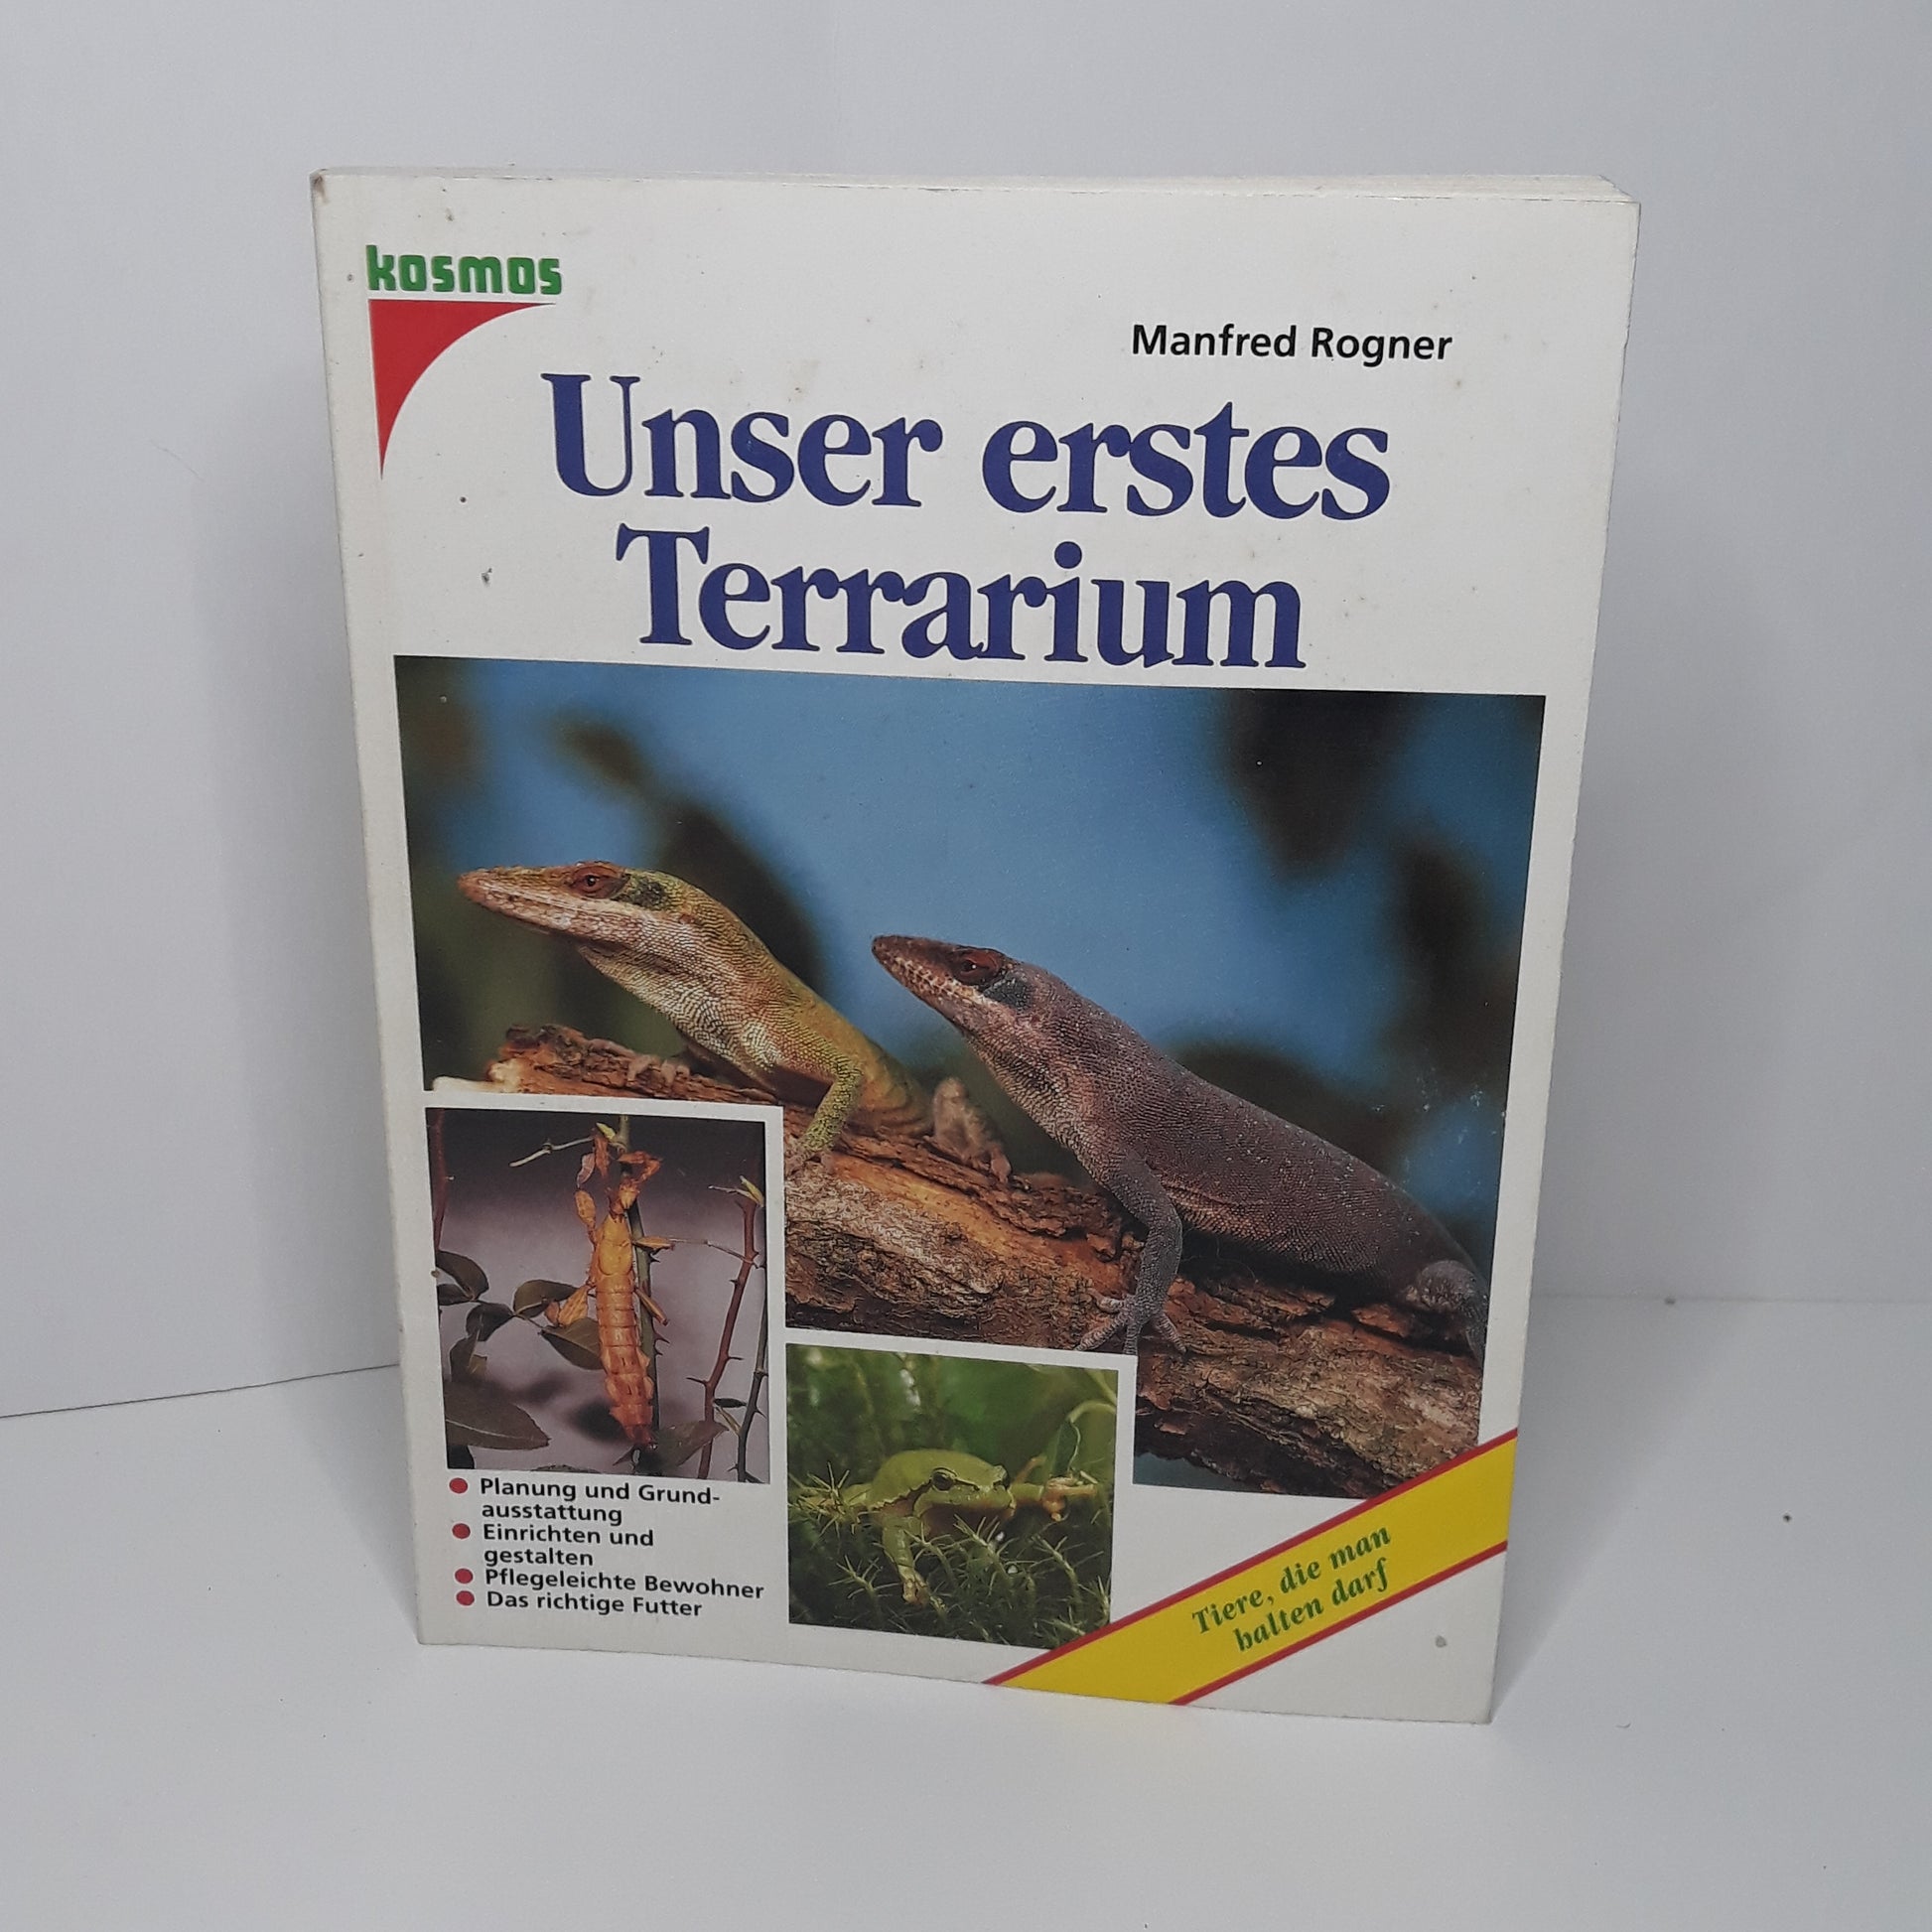 kosmos
Manfred Rogner
Unser erstes
Terrarium
Planung und Grund-
ausstattung
Einrichten und
gestalten
Pflegeleichte Bewohner
Das richtige Futter
Tiere, die man
halten darf